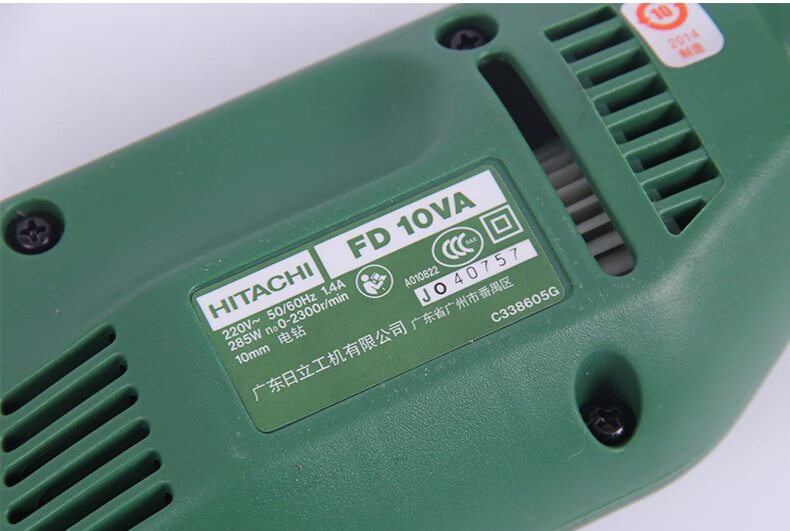 10
2014
制造
HITACHI
FD 10VA
220V~ 50/60Hz 1.4A
285W n₀0-2300r/min
10mm 电钻
A010822
CCC
S&E
JO40757
广东日立工机有限公司 广东省广州市番禺区
C338605G